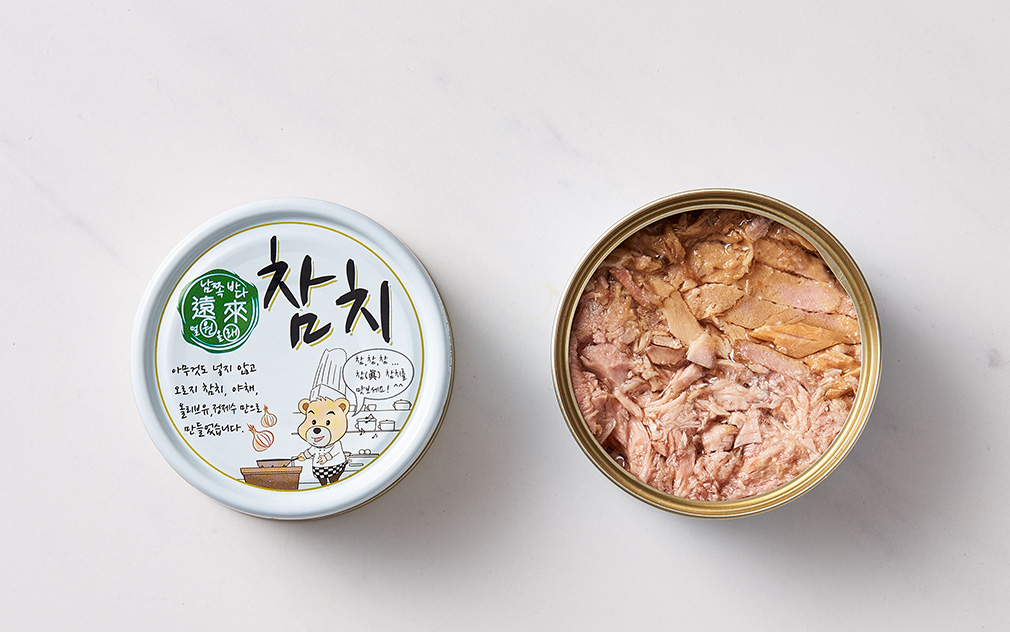 남쪽 바다
遠來
멀 원 올 래
참치
아무것도 넣지 않고
오로지 참치, 야채,
올리브유, 정제수 만으로
만들었습니다.
참,참,참 ...
참(眞) 참치를
맛보세요! ^^